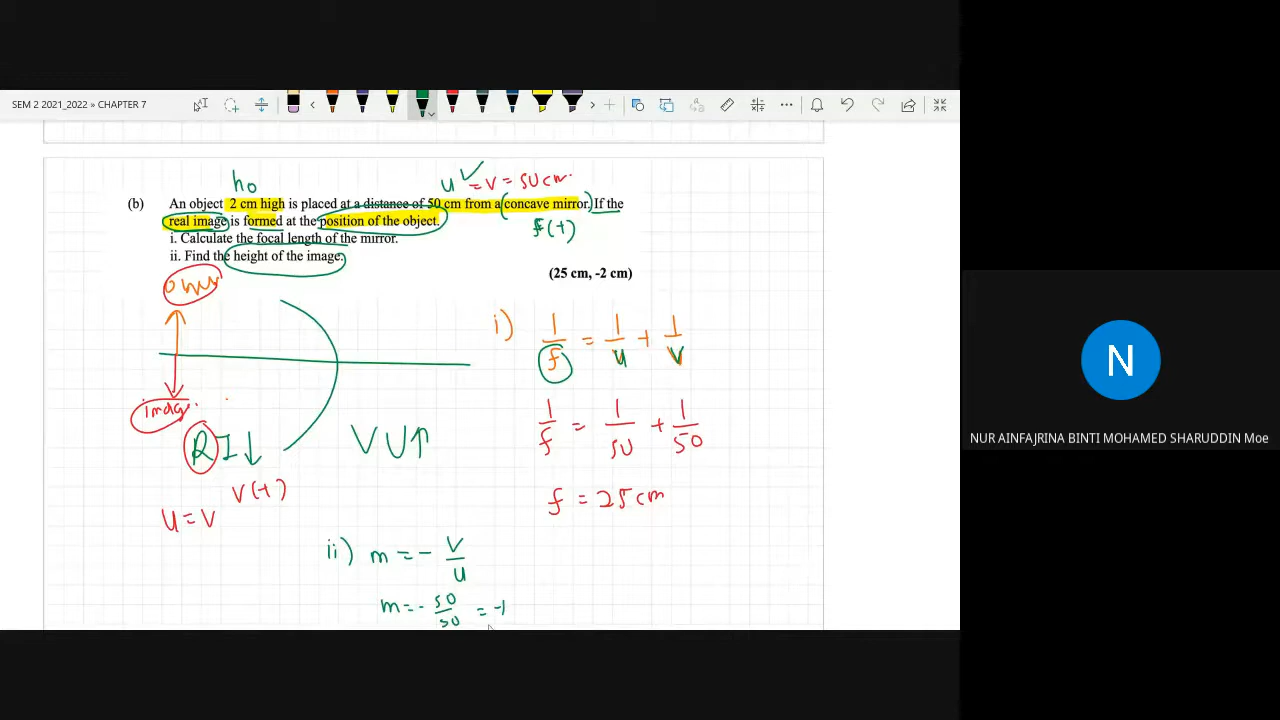 SEM 2 2021_2022 » CHAPTER 7
ho
u = v = 50 cm.
(b) An object 2 cm high is placed at a distance of 50 cm from a (concave mirror). If the
real image is formed at the position of the object.
f (+)
i. Calculate the focal length of the mirror.
ii. Find the height of the image.
(25 cm, -2 cm)
i) 1/f = 1/u + 1/v
imag.
1/f = 1/50 + 1/50
R I ↓
V U ↑
v (+)
f = 25 cm
u = v
ii) m = - v/u
m = - 50/50 = -1
N
NUR AINFAJRINA BINTI MOHAMED SHARUDDIN Moe